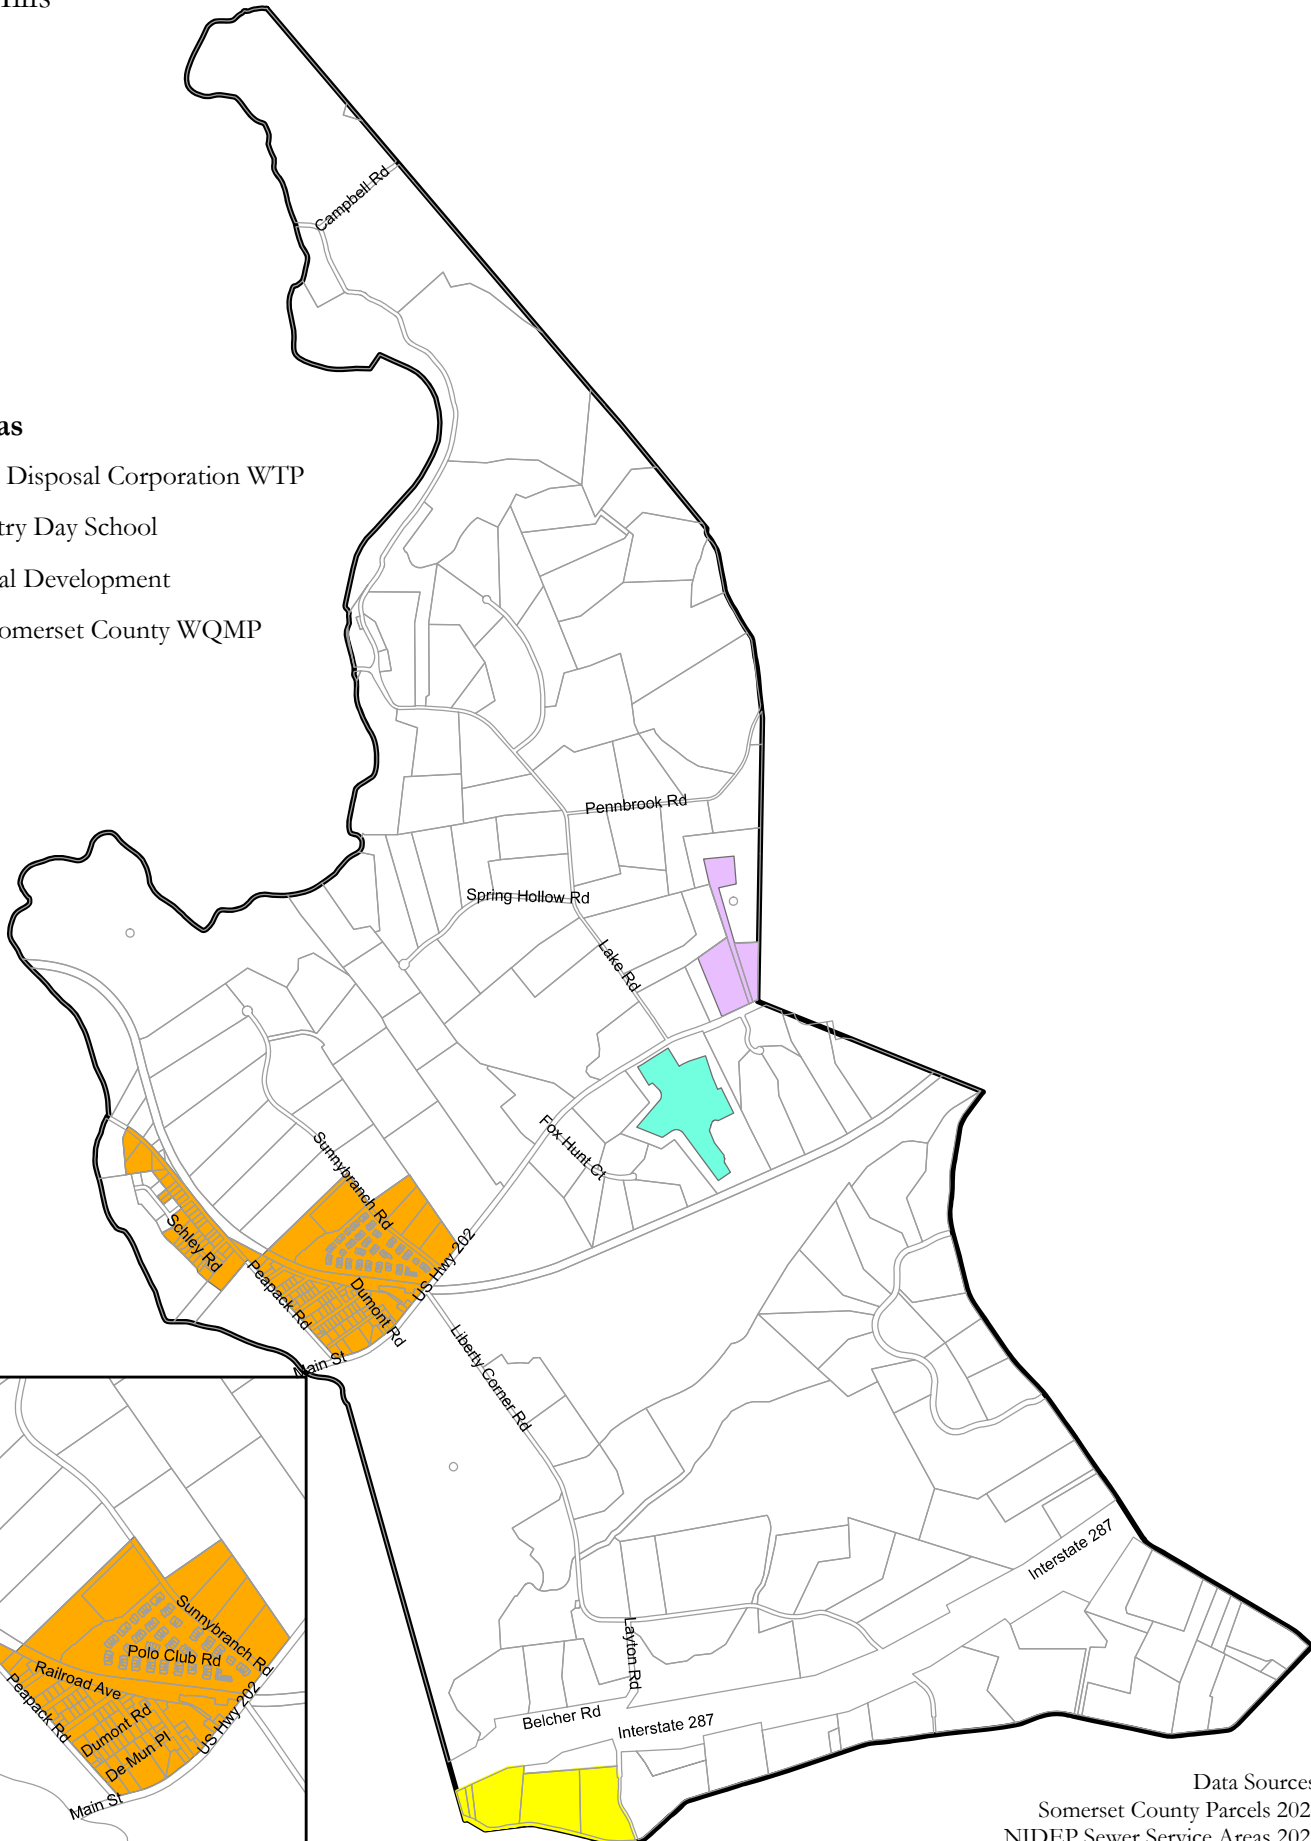 Campbell Rd
Disposal Corporation WTP
try Day School
al Development
omerset County WQMP
Pennbrook Rd
Spring Hollow Rd
Lake Rd
Fox Hunt Ct
Sunnybranch Rd
Schley Rd
US Hwy 202
Peapack Rd
Dumont Rd
Main St
Liberty Corner Rd
Interstate 287
Layton Rd
Belcher Rd
Interstate 287
Sunnybranch Rd
Polo Club Rd
Railroad Ave
Peapack Rd
US Hwy 202
Dumont Rd
De Mun Pl
Main St
Data Sources
Somerset County Parcels 202
NJDEP Sewer Service Areas 202